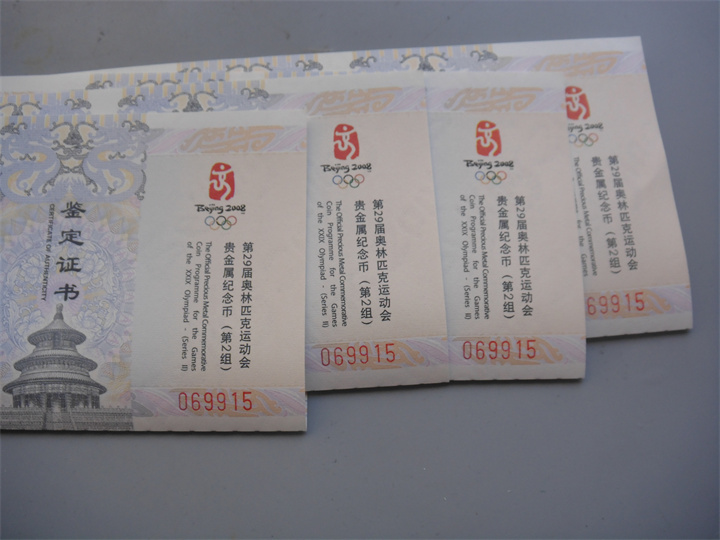 鉴定证书
CERTIFICATE OF AUTHENTICITY
Beijing 2008
第29届奥林匹克运动会
贵金属纪念币（第2组）
The Official Precious Metal Commemorative
Coin Programme for the Games
of the XXIX Olympiad - (Series II)
069915
Beijing 2008
第29届奥林匹克运动会
贵金属纪念币（第2组）
The Official Precious Metal Commemorative
Coin Programme for the Games
of the XXIX Olympiad - (Series II)
069915
Beijing 2008
第29届奥林匹克运动会
贵金属纪念币（第2组）
The Official Precious Metal Commemorative
Coin Programme for the Games
of the XXIX Olympiad - (Series II)
069915
2008
第29届奥林匹克运动会
贵金属纪念币（第2组）
069915